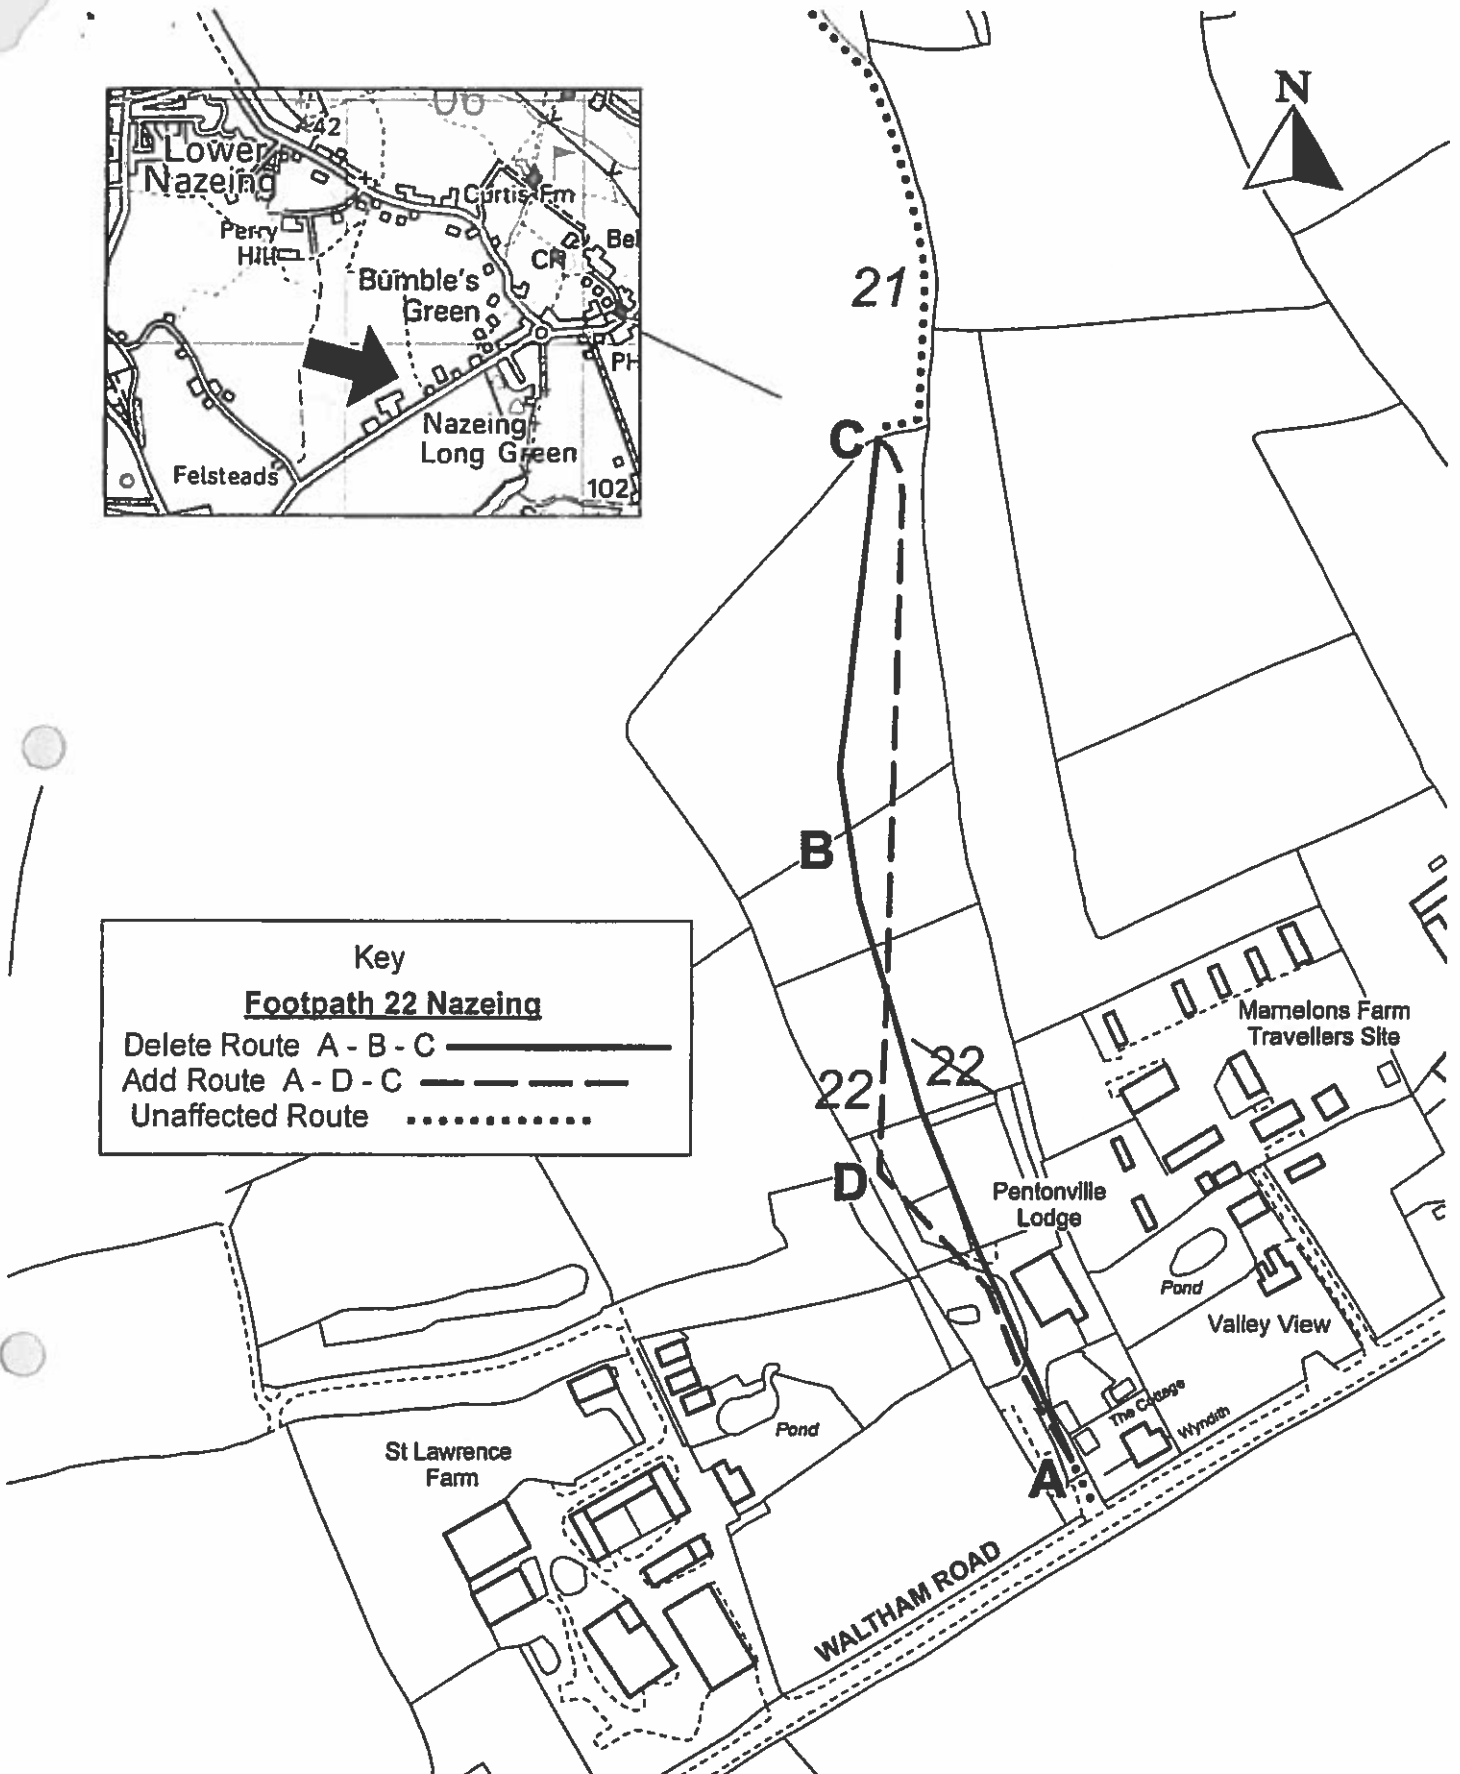 N
06
42
Lower
Nazeing
Curtis Fm
Perry
Hill
Bumble's
Green
Nazeing
Long Green
Felsteads
PH
102
21
C
B
Key
Footpath 22 Nazeing
Delete Route A - B - C
Add Route A - D - C
Unaffected Route
Mamelons Farm
Travellers Site
22
22
D
Pentonville
Lodge
Pond
Valley View
The Cottage
Wyndith
Pond
St Lawrence
Farm
A
WALTHAM ROAD